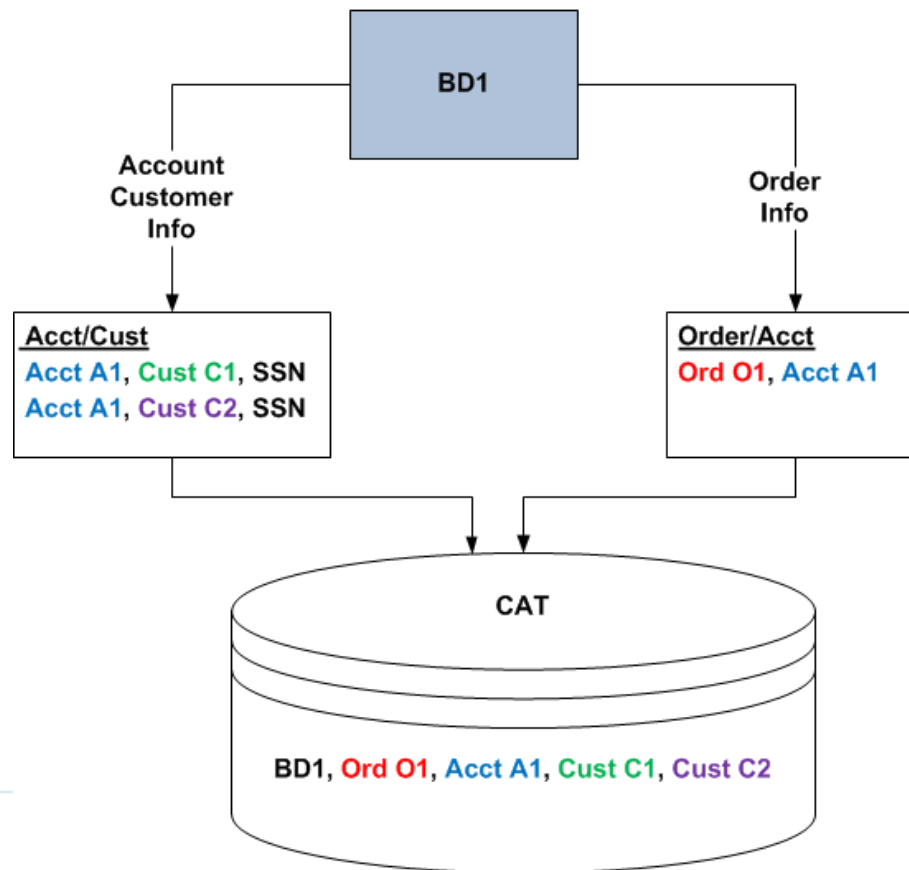 BD1
Account
Customer
Info
Order
Info
Acct/Cust
Acct A1, Cust C1, SSN
Acct A1, Cust C2, SSN
Order/Acct
Ord O1, Acct A1
CAT
BD1, Ord O1, Acct A1, Cust C1, Cust C2